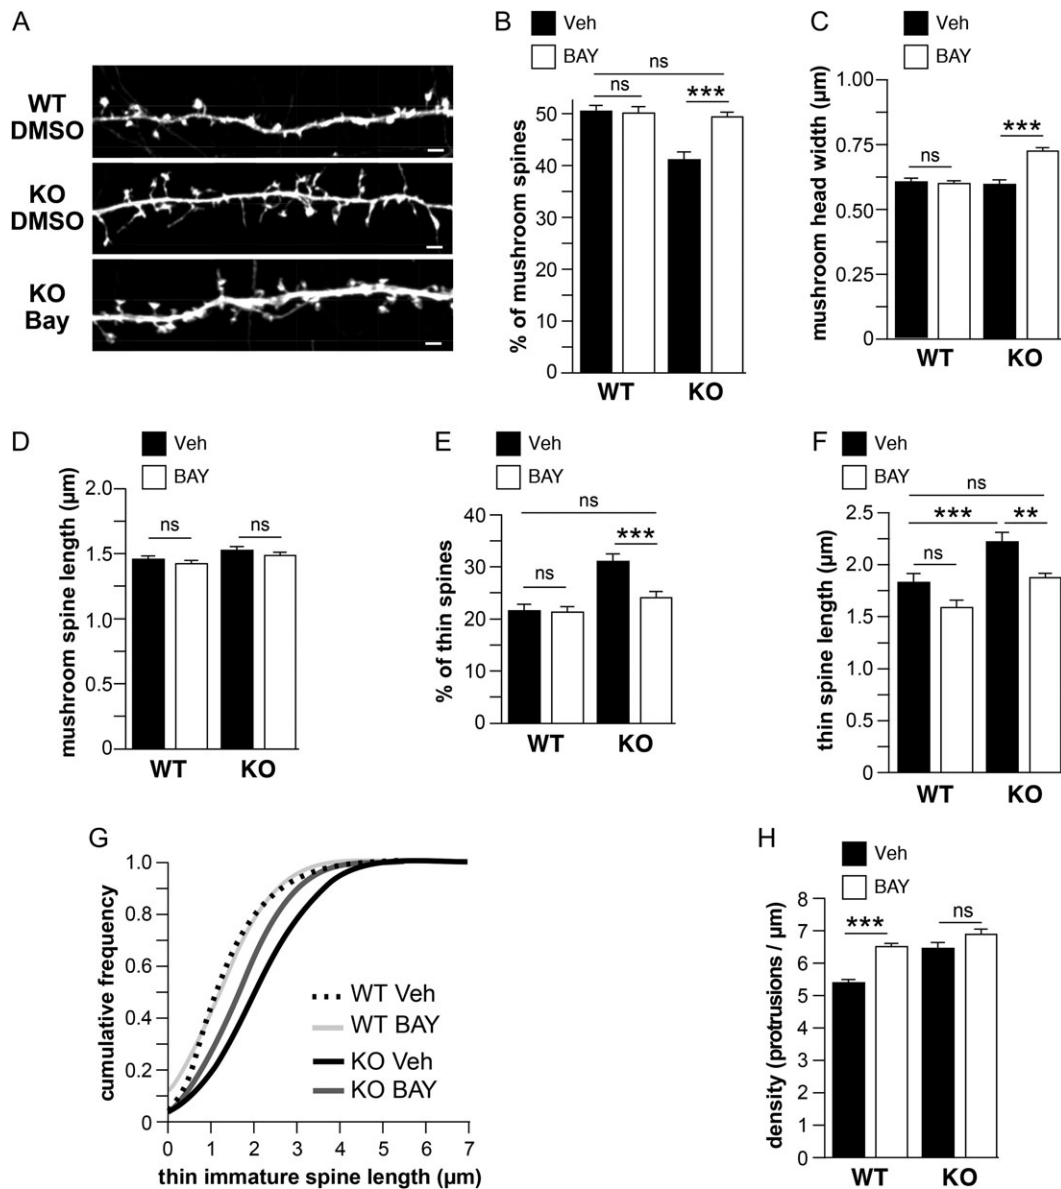 A
WT
DMSO
KO
DMSO
KO
Bay
B
Veh
BAY
ns
ns
***
% of mushroom spines
50
40
30
20
10
0
WT
KO
C
Veh
BAY
ns
***
mushroom head width (µm)
1.00
0.75
0.50
0.25
0
WT
KO
D
Veh
BAY
ns
ns
mushroom spine length (µm)
2.0
1.5
1.0
0.5
0
WT
KO
E
Veh
BAY
ns
ns
***
% of thin spines
40
30
20
30
10
0
WT
KO
F
Veh
BAY
ns
***
**
ns
thin spine length (µm)
2.5
2.0
1.5
1.0
0.5
0
WT
KO
G
cumulative frequency
1.0
0.8
0.6
0.4
0.2
0
WT Veh
WT BAY
KO Veh
KO BAY
0 1 2 3 4 5 6 7
thin immature spine length (µm)
H
Veh
BAY
***
ns
density (protrusions / µm)
8
7
6
5
4
3
2
1
0
WT
KO